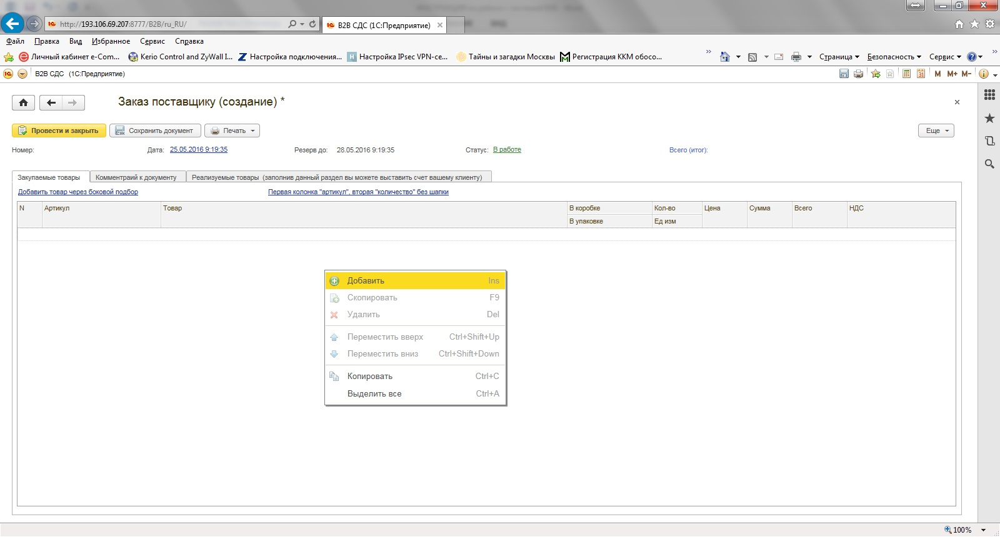 http://193.106.69.207:8777/B2B/ru_RU/
В2В СДС (1С:Предприятие)
Файл Правка Вид Избранное Сервис Справка
Личный кабинет e-Com... Kerio Control and ZyWall I... Настройка подключения... Настройка IPsec VPN-се... Тайны и загадки Москвы Регистрация ККМ обосо... » Страница Безопасность Сервис »
В2В СДС (1С:Предприятие) 31 M M+ M-
Заказ поставщику (создание) *
Провести и закрыть Сохранить документ Печать Еще
Номер: Дата: 25.05.2016 9:19:35 Резерв до: 28.05.2016 9:19:35 Статус: В работе Всего (итог):
Закупаемые товары Комментраий к документу Реализуемые товары (заполнив данный раздел вы можете выставить счет вашему клиенту)
Добавить товар через боковой подбор Первая колонка "артикул", вторая "количество" без шапки
N Артикул Товар В коробке Кол-во Цена Сумма Всего НДС
В упаковке Ед изм
Добавить Ins
Скопировать F9
Удалить Del
Переместить вверх Ctrl+Shift+Up
Переместить вниз Ctrl+Shift+Down
Копировать Ctrl+C
Выделить все Ctrl+A
100%